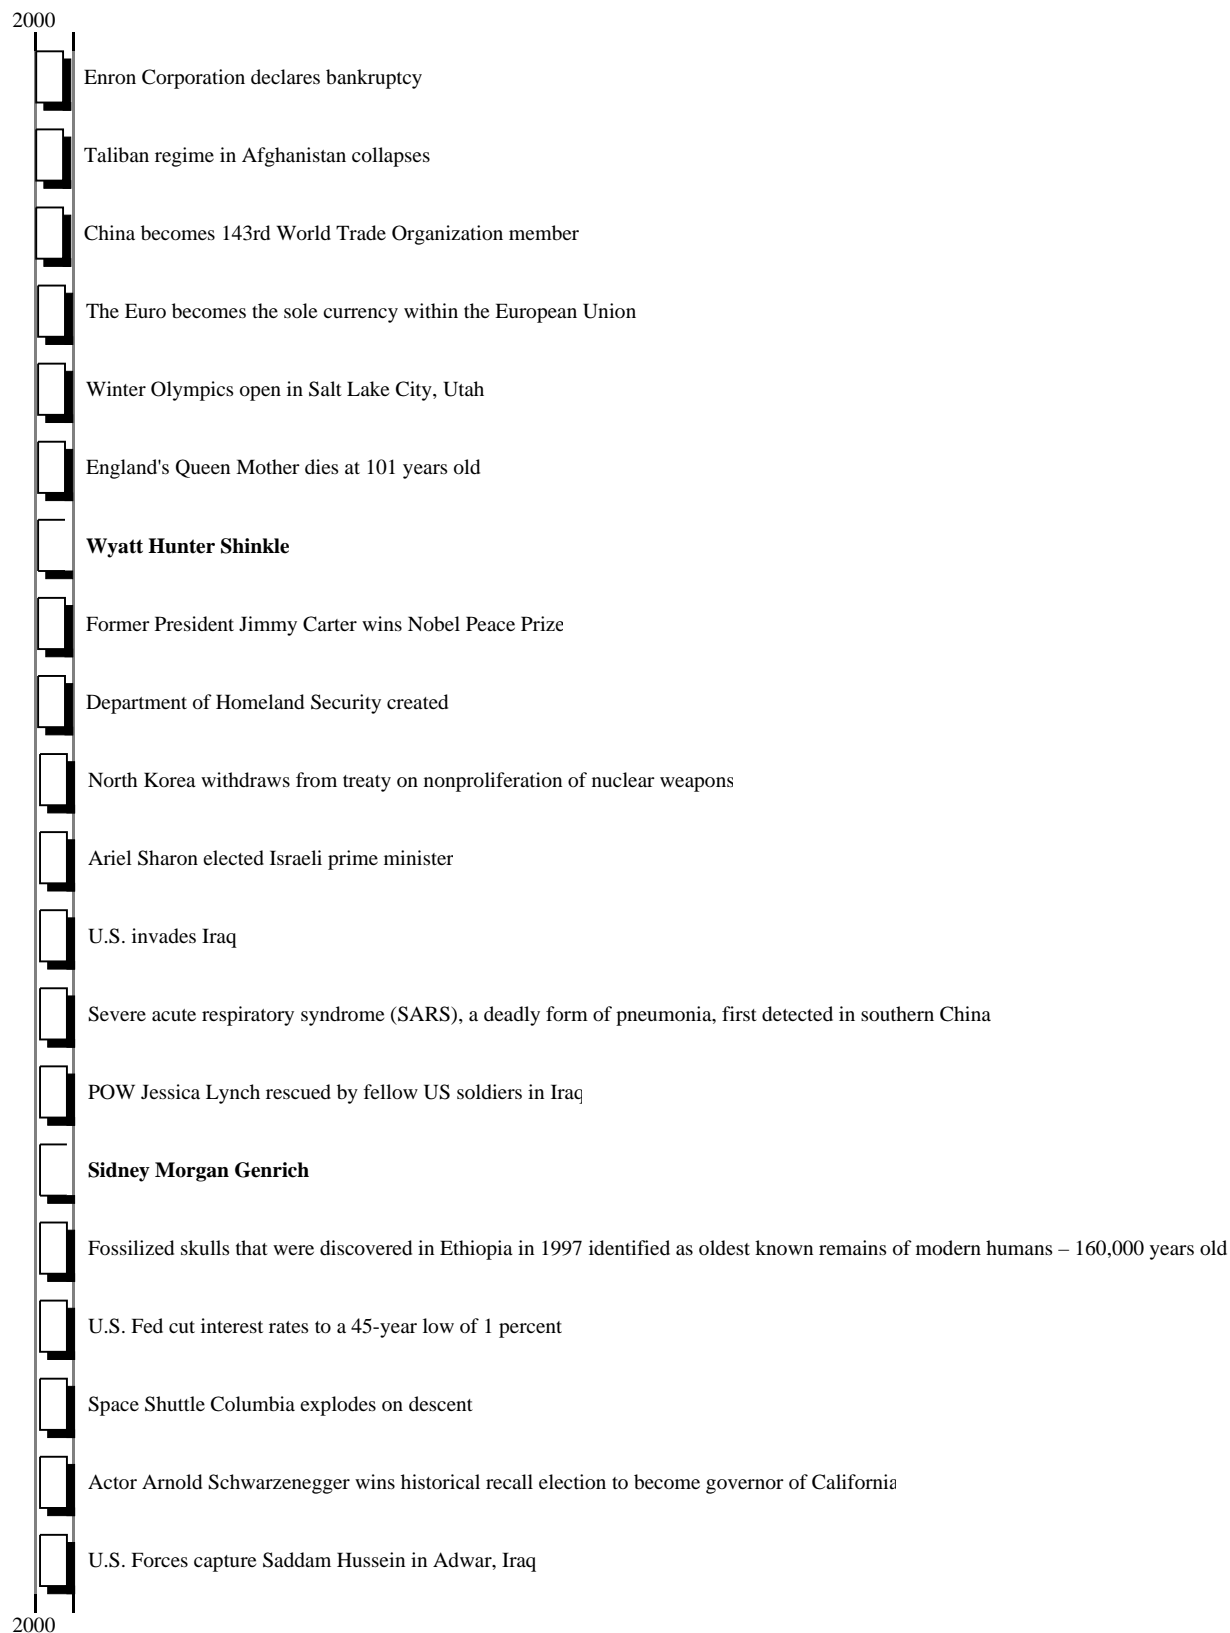 2000
Enron Corporation declares bankruptcy
Taliban regime in Afghanistan collapses
China becomes 143rd World Trade Organization member
The Euro becomes the sole currency within the European Union
Winter Olympics open in Salt Lake City, Utah
England's Queen Mother dies at 101 years old
Wyatt Hunter Shinkle
Former President Jimmy Carter wins Nobel Peace Prize
Department of Homeland Security created
North Korea withdraws from treaty on nonproliferation of nuclear weapons
Ariel Sharon elected Israeli prime minister
U.S. invades Iraq
Severe acute respiratory syndrome (SARS), a deadly form of pneumonia, first detected in southern China
POW Jessica Lynch rescued by fellow US soldiers in Iraq
Sidney Morgan Genrich
Fossilized skulls that were discovered in Ethiopia in 1997 identified as oldest known remains of modern humans – 160,000 years old
U.S. Fed cut interest rates to a 45-year low of 1 percent
Space Shuttle Columbia explodes on descent
Actor Arnold Schwarzenegger wins historical recall election to become governor of California
U.S. Forces capture Saddam Hussein in Adwar, Iraq
2000